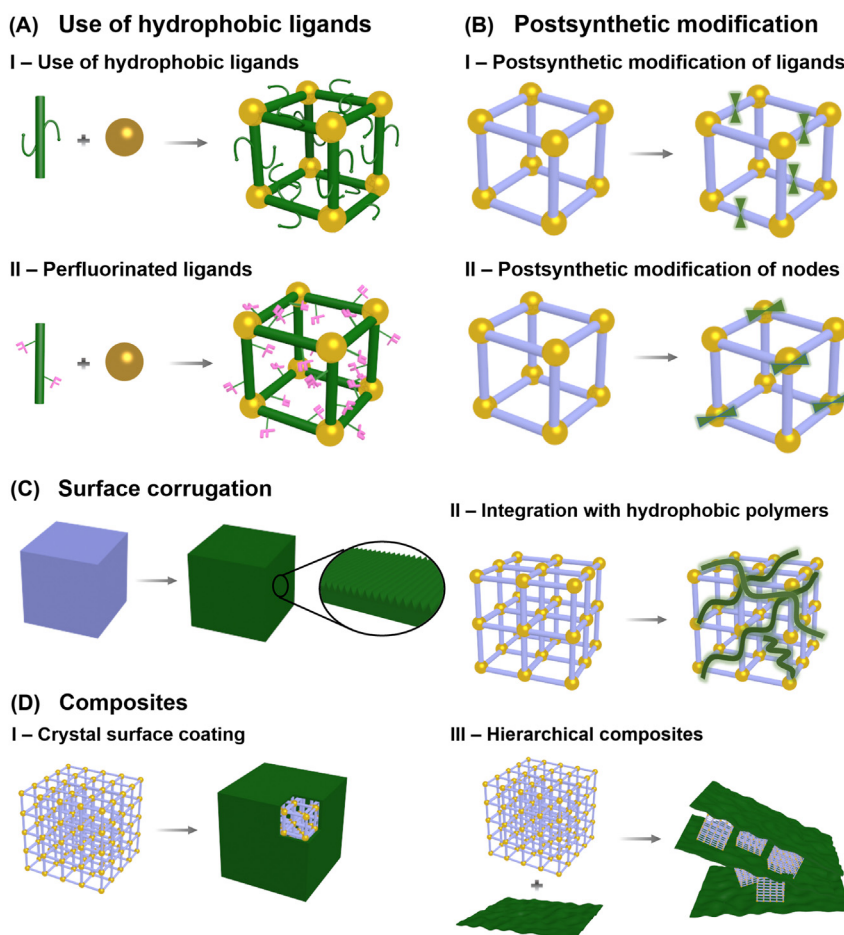 (A) Use of hydrophobic ligands
I – Use of hydrophobic ligands
II – Perfluorinated ligands
(B) Postsynthetic modification
I – Postsynthetic modification of ligands
II – Postsynthetic modification of nodes
(C) Surface corrugation
(D) Composites
I – Crystal surface coating
II – Integration with hydrophobic polymers
III – Hierarchical composites